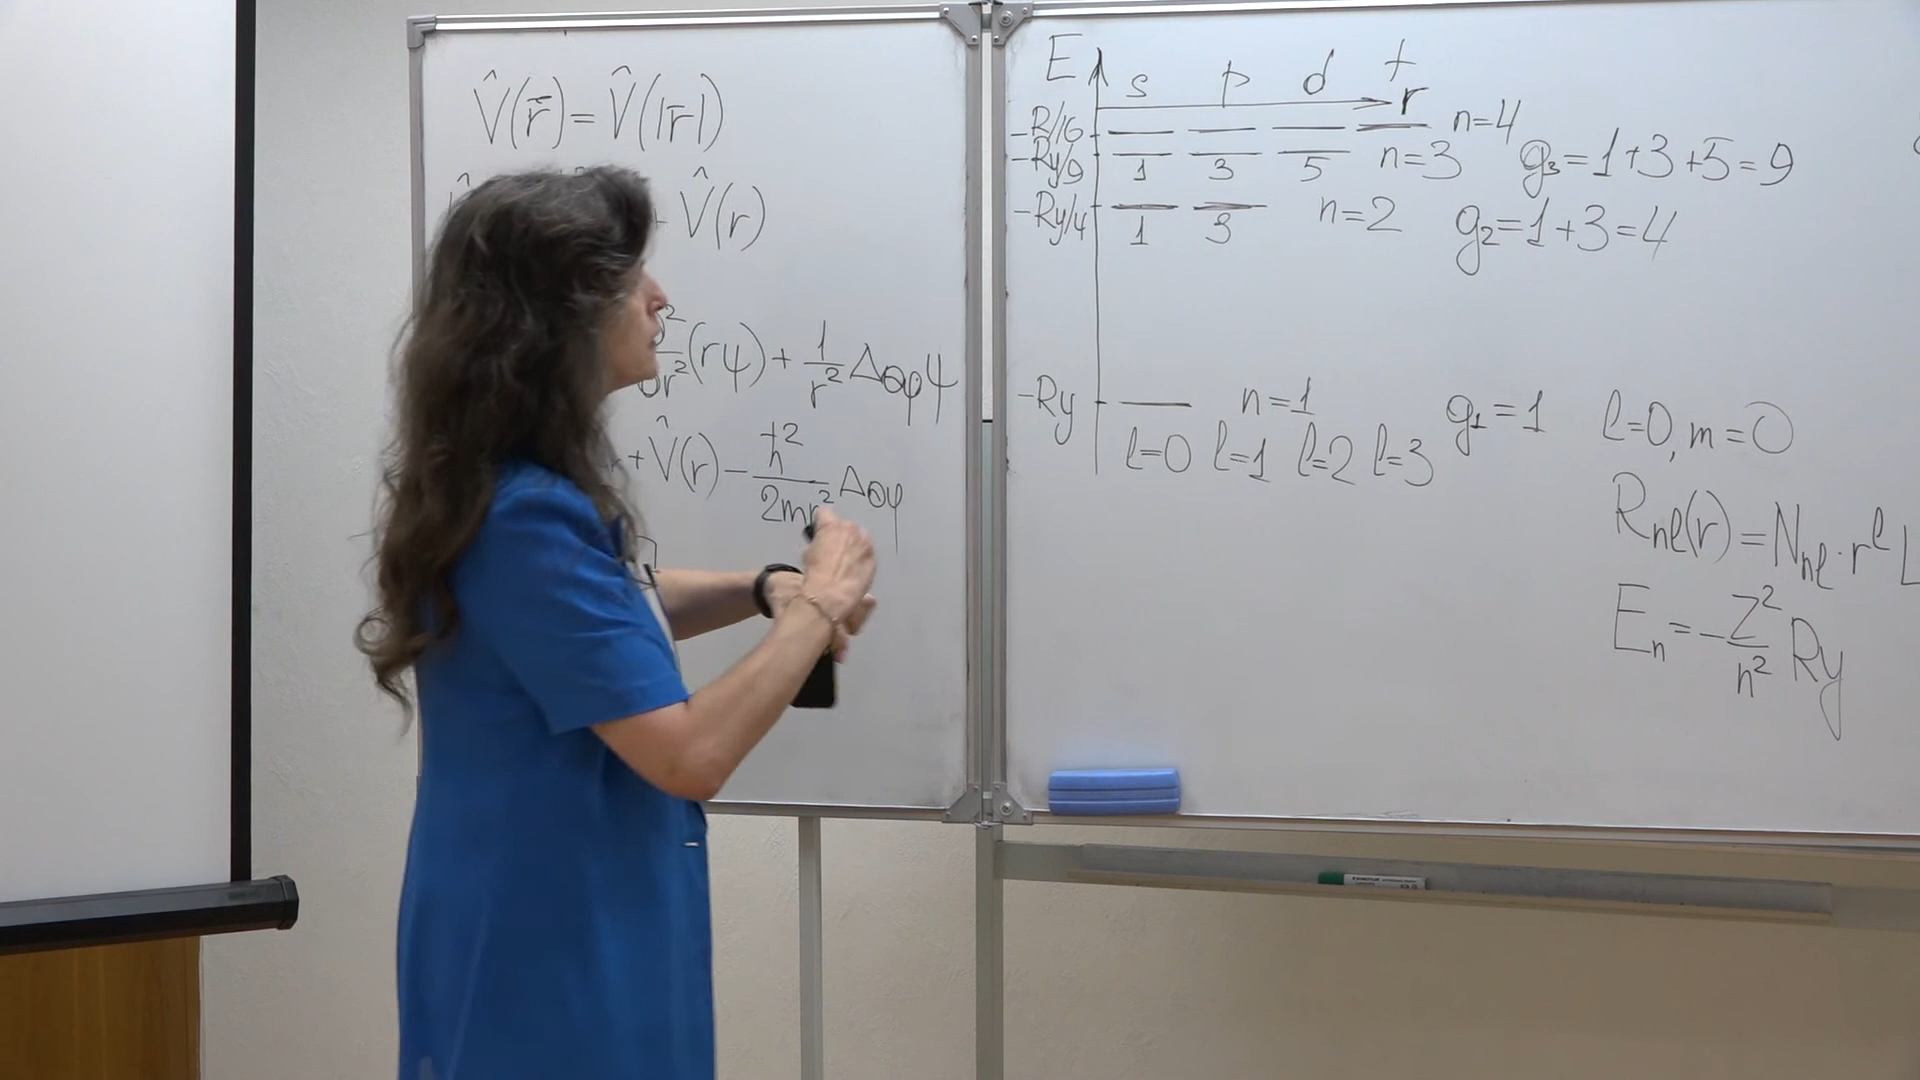 V̂(r̄) = V̂(|r̄|)
+ V̂(r)
∂r² (rψ) + 1/r² Δθφ ψ
+ V̂(r) − ħ²/2mr² Δθφ
E s p d f
r
−R/16 n=4
−Ry/9 1 3 5 n=3 g₃=1+3+5=9
−Ry/4 1 3 n=2 g₂=1+3=4
−Ry n=1 g₁=1 l=0, m=0
l=0 l=1 l=2 l=3
Rnl(r) = Nnl · r^l L
En = − Z²/n² Ry